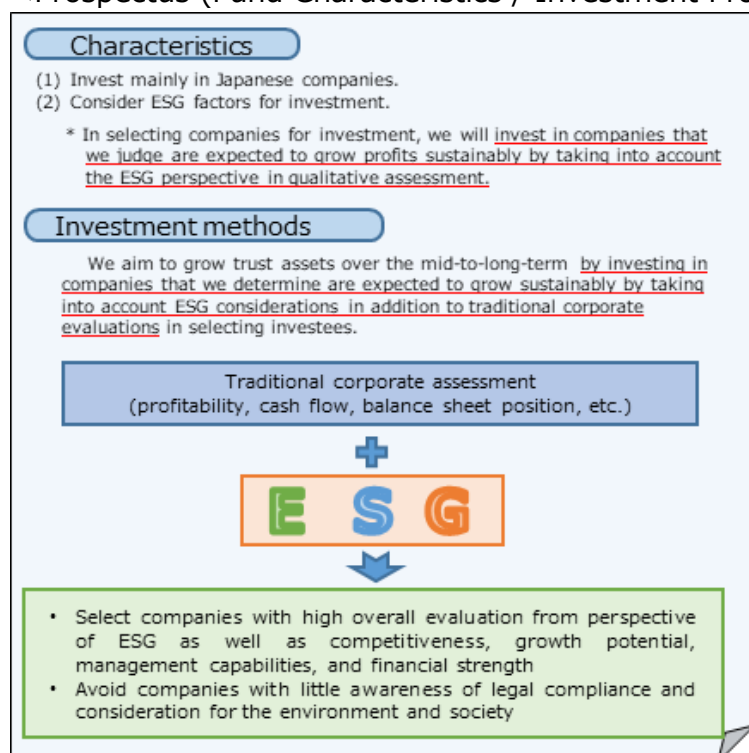 Prospectus (Fund Characteristics / Investment
Characteristics
(1) Invest mainly in Japanese companies.
(2) Consider ESG factors for investment.
* In selecting companies for investment, we will invest in companies that
we judge are expected to grow profits sustainably by taking into account
the ESG perspective in qualitative assessment.
Investment methods
We aim to grow trust assets over the mid-to-long-term by investing in
companies that we determine are expected to grow sustainably by taking
into account ESG considerations in addition to traditional corporate
evaluations in selecting investees.
Traditional corporate assessment
(profitability, cash flow, balance sheet position, etc.)
E S G
• Select companies with high overall evaluation from perspective
of ESG as well as competitiveness, growth potential,
management capabilities, and financial strength
• Avoid companies with little awareness of legal compliance and
consideration for the environment and society